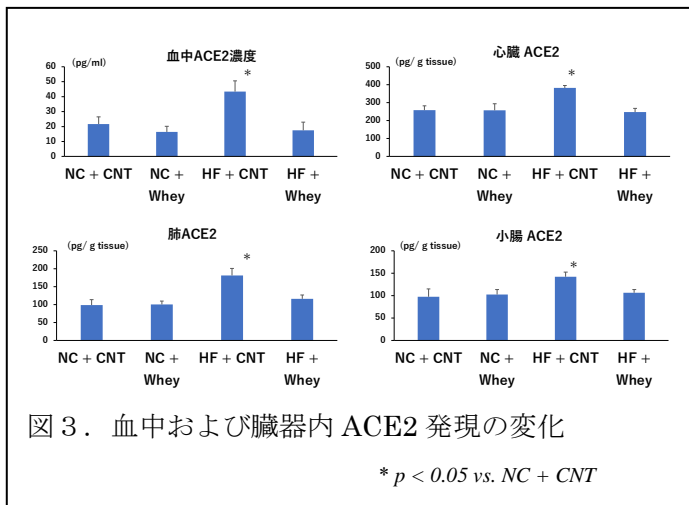 血中ACE2濃度
(pg/ml)
60
50
40
30
20
10
0
*
NC + CNT
NC +
Whey
HF + CNT
HF +
Whey
心臓 ACE2
(pg/ g tissue)
500
400
300
200
100
0
*
NC + CNT
NC +
Whey
HF + CNT
HF +
Whey
肺ACE2
(pg/ g tissue)
250
200
150
100
50
0
*
NC + CNT
NC +
Whey
HF + CNT
HF +
Whey
小腸 ACE2
(pg/ g tissue)
200
150
100
50
0
*
NC + CNT
NC +
Whey
HF + CNT
HF +
Whey
図３．血中および臓器内 ACE2 発現の変化
* p < 0.05 vs. NC + CNT